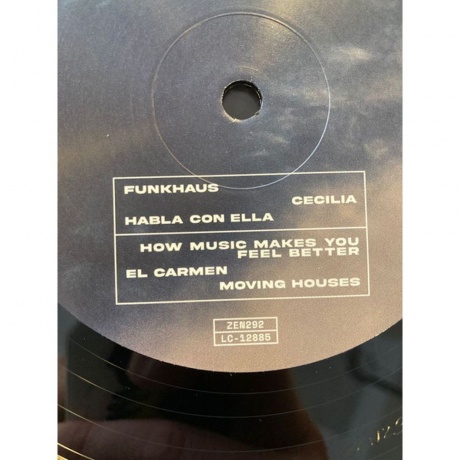 FUNKHAUS
CECILIA
HABLA CON ELLA
HOW MUSIC MAKES YOU
FEEL BETTER
EL CARMEN
MOVING HOUSES
ZEN292
LC-12885